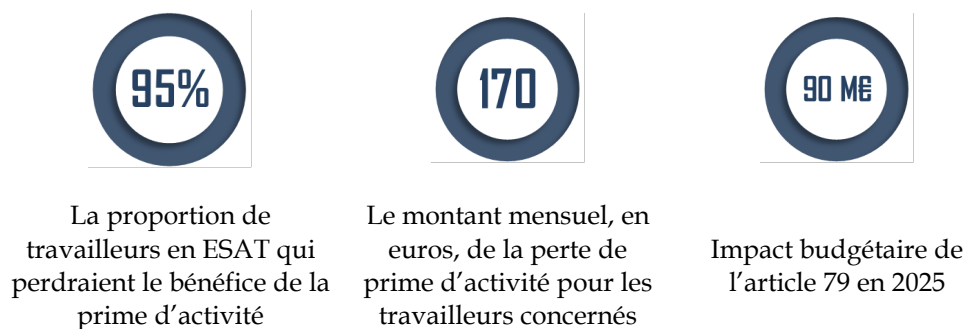 95%
La proportion de
travailleurs en ESAT qui
perdraient le bénéfice de la
prime d’activité
170
Le montant mensuel, en
euros, de la perte de
prime d’activité pour les
travailleurs concernés
90 M€
Impact budgétaire de
l’article 79 en 2025